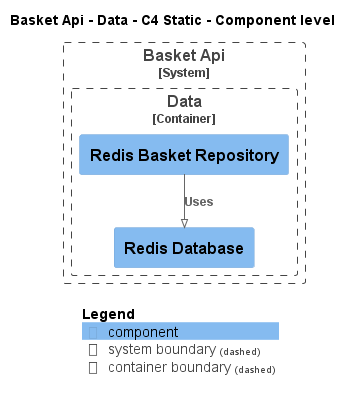 Basket Api - Data - C4 Static - Component level
Basket Api
[System]
Data
[Container]
Redis Basket Repository
Uses
Redis Database
Legend
component
system boundary (dashed)
container boundary (dashed)